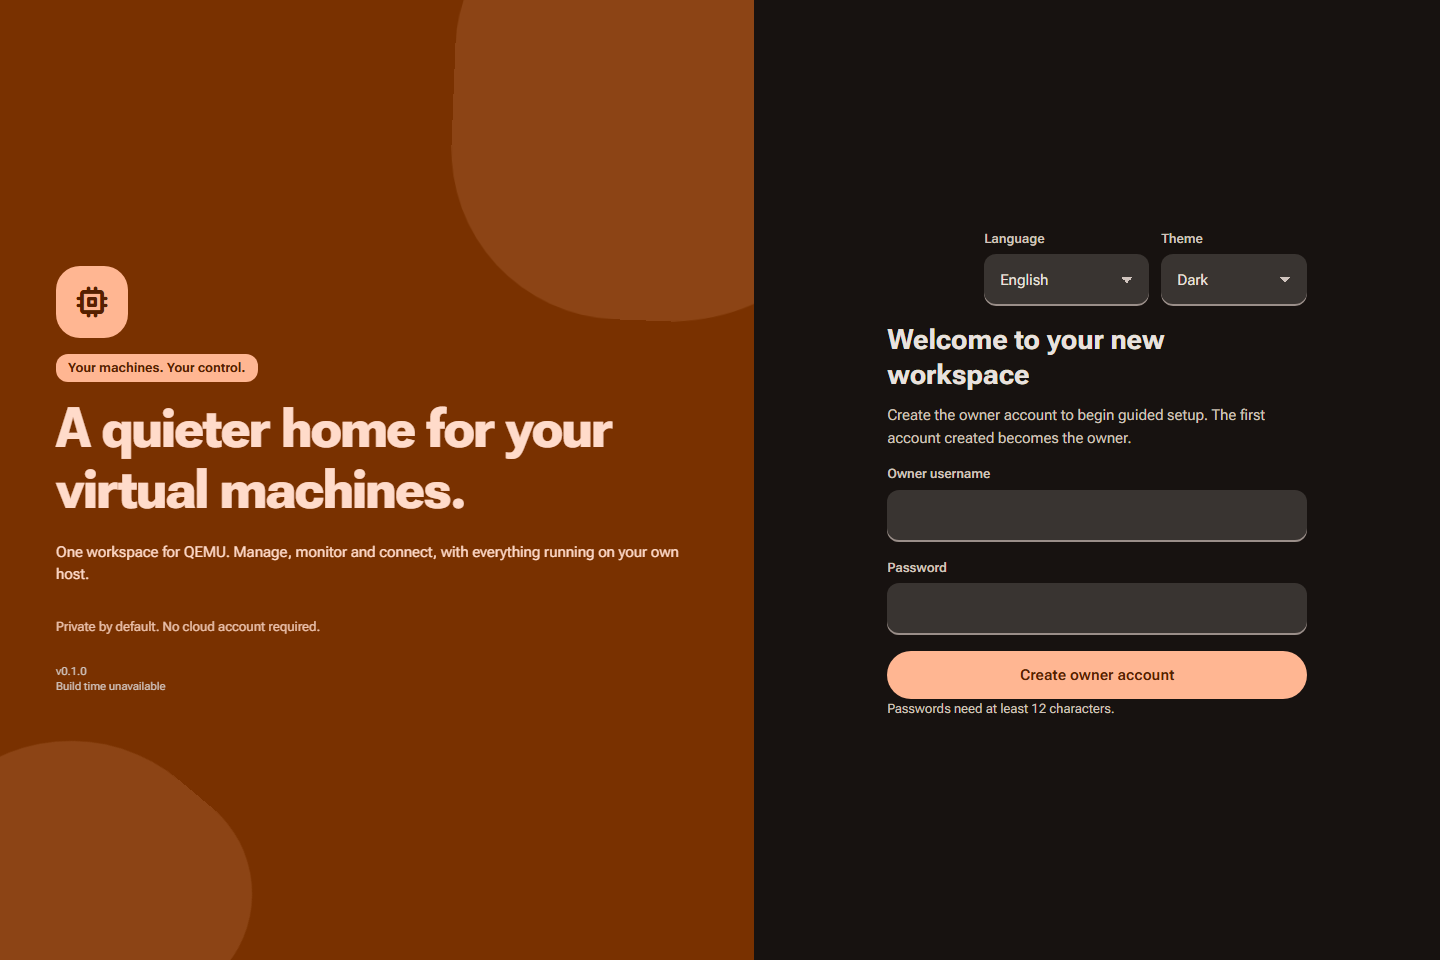 Your machines. Your control.
A quieter home for your
virtual machines.
One workspace for QEMU. Manage, monitor and connect, with everything running on your own
host.
Private by default. No cloud account required.
v0.1.0
Build time unavailable
Language
Theme
English
Dark
Welcome to your new
workspace
Create the owner account to begin guided setup. The first
account created becomes the owner.
Owner username
Password
Create owner account
Passwords need at least 12 characters.